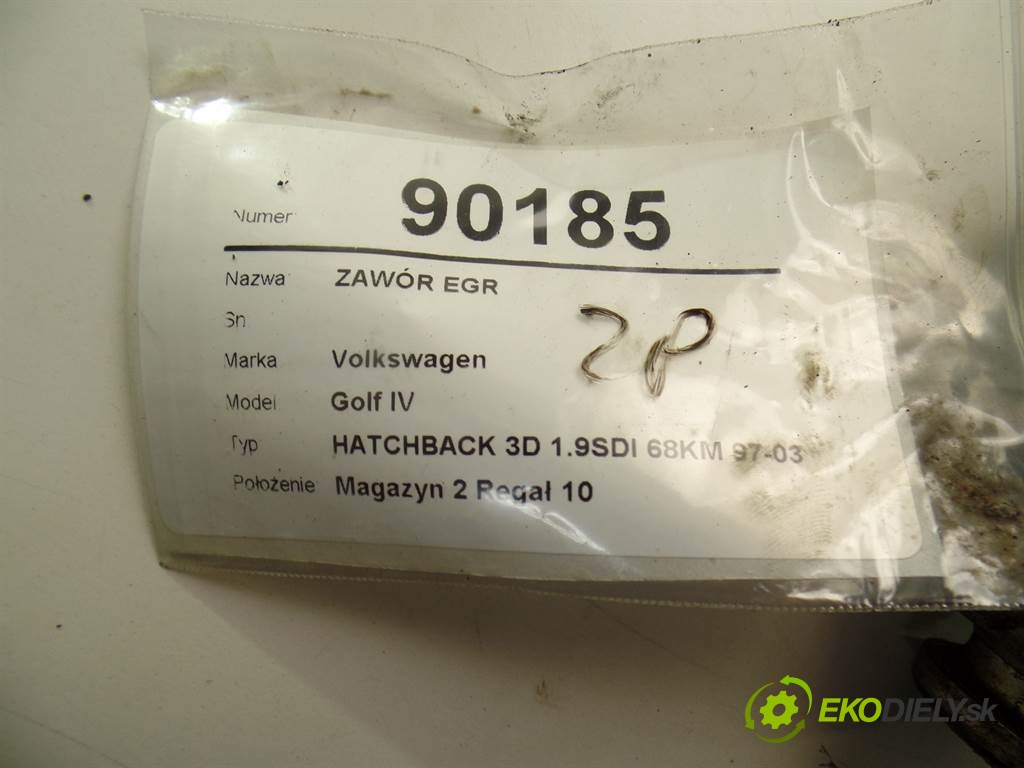 Numer 90185
Nazwa ZAWÓR EGR
Sn
2P
Marka Volkswagen
Model Golf IV
Typ HATCHBACK 3D 1.9SDI 68KM 97-03
Położenie Magazyn 2 Regał 10
EKODIELY.sk